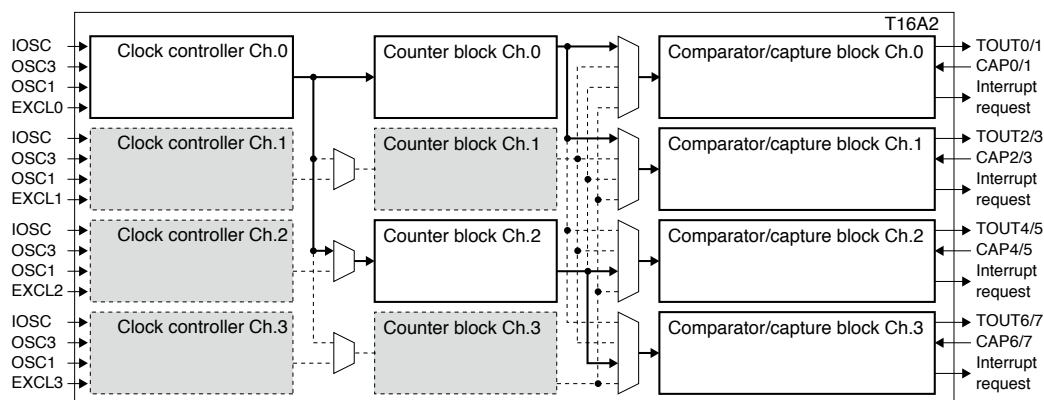 T16A2
IOSC
OSC3
OSC1
EXCL0
Clock controller Ch.0
Counter block Ch.0
Comparator/capture block Ch.0
TOUT0/1
CAP0/1
Interrupt
request
IOSC
OSC3
OSC1
EXCL1
Clock controller Ch.1
Counter block Ch.1
Comparator/capture block Ch.1
TOUT2/3
CAP2/3
Interrupt
request
IOSC
OSC3
OSC1
EXCL2
Clock controller Ch.2
Counter block Ch.2
Comparator/capture block Ch.2
TOUT4/5
CAP4/5
Interrupt
request
IOSC
OSC3
OSC1
EXCL3
Clock controller Ch.3
Counter block Ch.3
Comparator/capture block Ch.3
TOUT6/7
CAP6/7
Interrupt
request